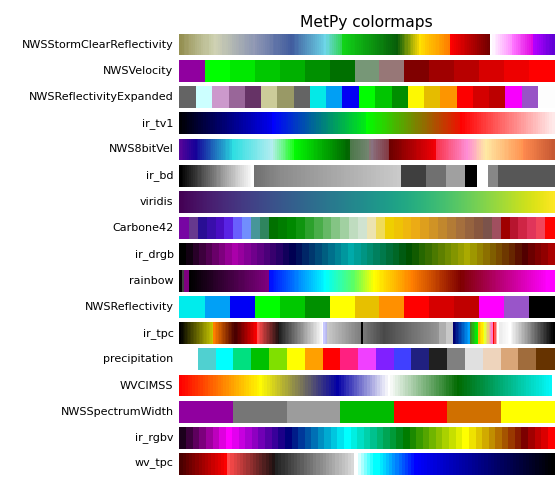 MetPy colormaps
NWSStormClearReflectivity
NWSVelocity
NWSReflectivityExpanded
ir_tv1
NWS8bitVel
ir_bd
viridis
Carbone42
ir_drgb
rainbow
NWSReflectivity
ir_tpc
precipitation
WVCIMSS
NWSSpectrumWidth
ir_rgbv
wv_tpc